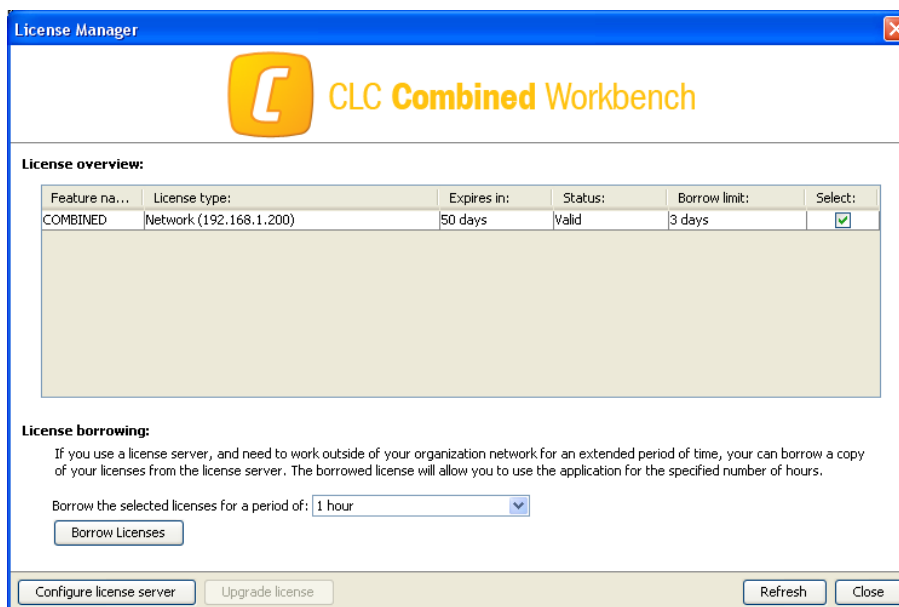 License Manager
CLC Combined Workbench
License overview:
Feature na... License type: Expires in: Status: Borrow limit: Select:
COMBINED Network (192.168.1.200) 50 days Valid 3 days
License borrowing:
If you use a license server, and need to work outside of your organization network for an extended period of time, your can borrow a copy
of your licenses from the license server. The borrowed license will allow you to use the application for the specified number of hours.
Borrow the selected licenses for a period of: 1 hour
Borrow Licenses
Configure license server Upgrade license Refresh Close